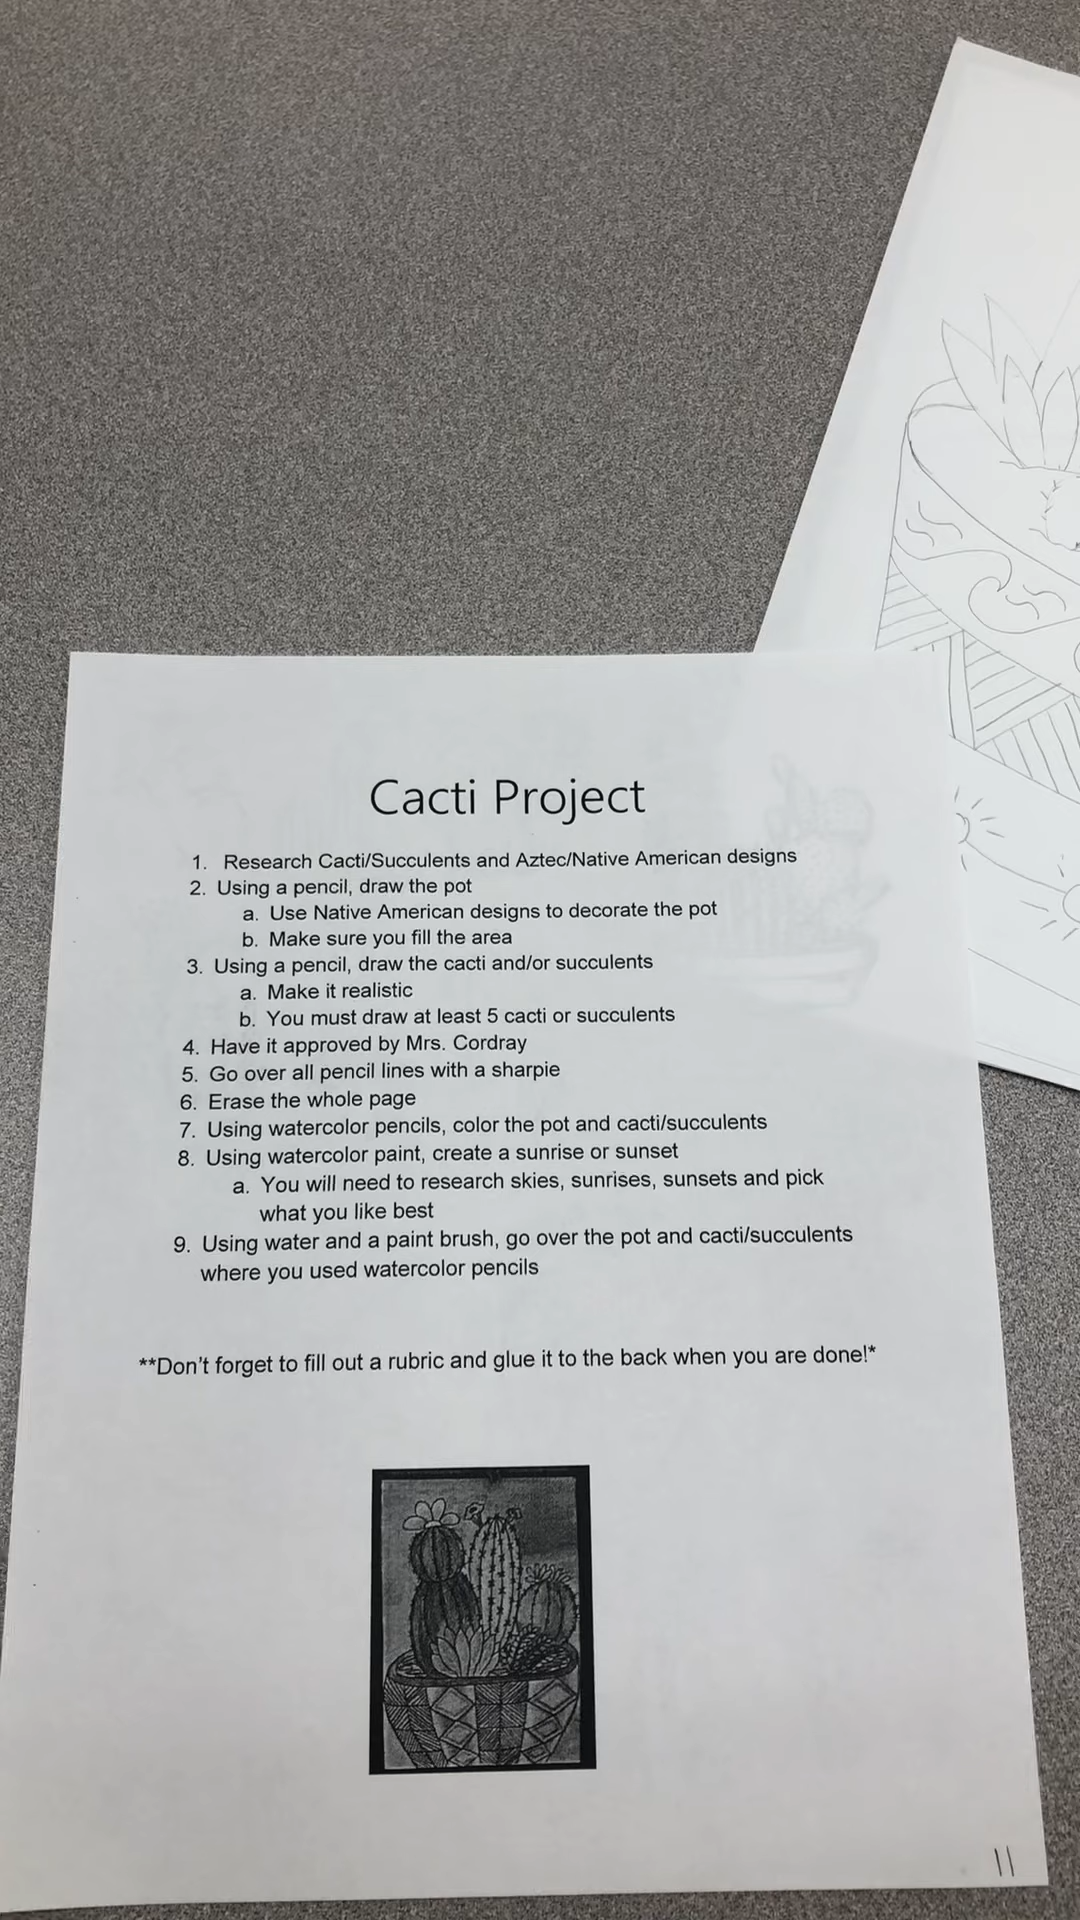 Cacti Project
1. Research Cacti/Succulents and Aztec/Native American designs
2. Using a pencil, draw the pot
a. Use Native American designs to decorate the pot
b. Make sure you fill the area
3. Using a pencil, draw the cacti and/or succulents
a. Make it realistic
b. You must draw at least 5 cacti or succulents
4. Have it approved by Mrs. Cordray
5. Go over all pencil lines with a sharpie
6. Erase the whole page
7. Using watercolor pencils, color the pot and cacti/succulents
8. Using watercolor paint, create a sunrise or sunset
a. You will need to research skies, sunrises, sunsets and pick
what you like best
9. Using water and a paint brush, go over the pot and cacti/succulents
where you used watercolor pencils
**Don't forget to fill out a rubric and glue it to the back when you are done!*
11